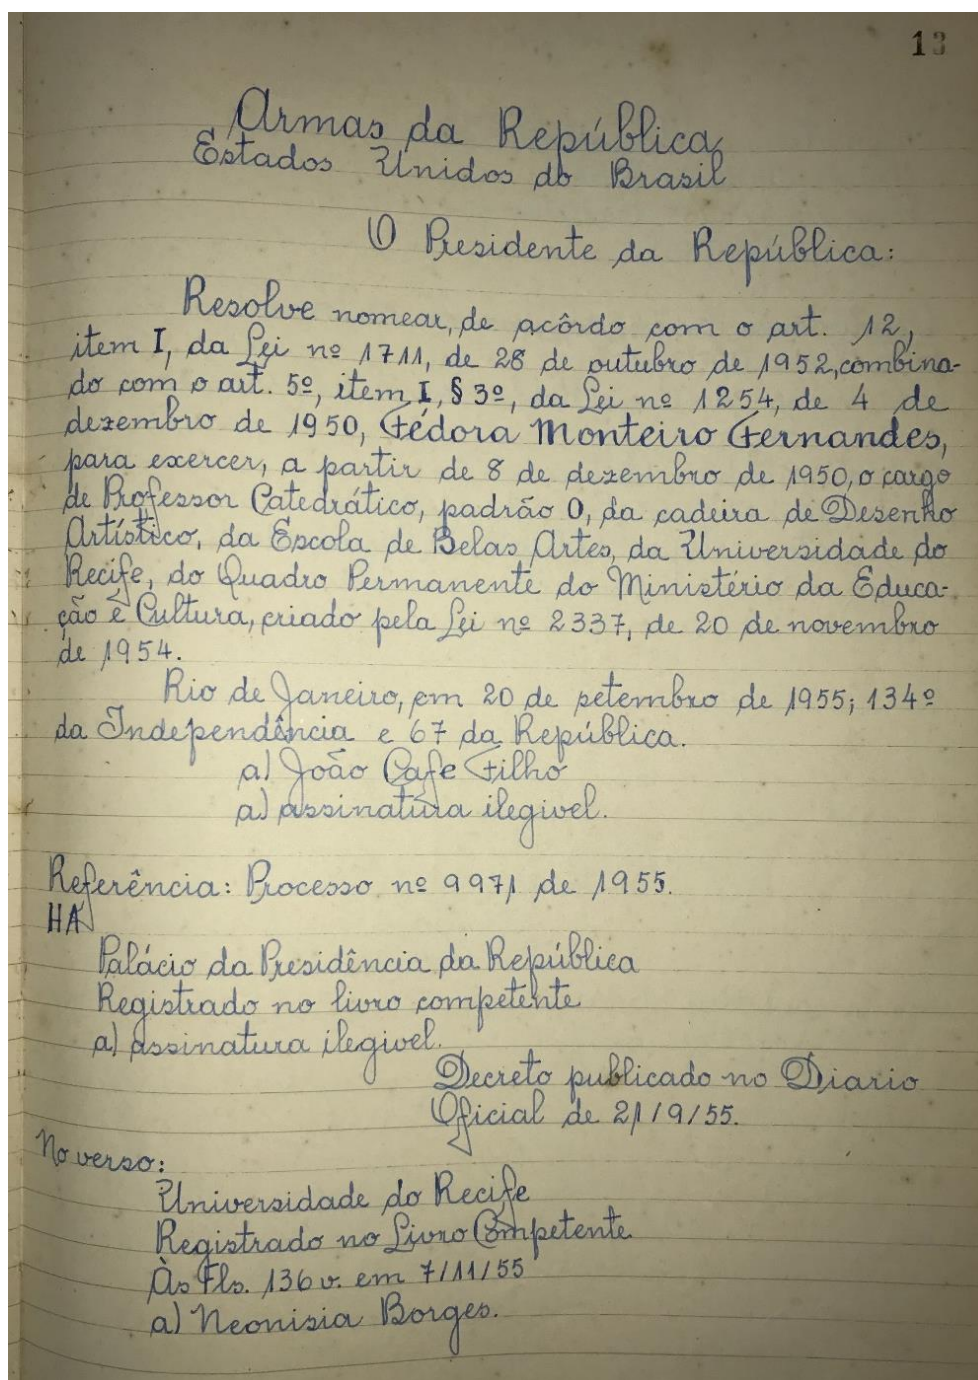 13
Armas da República
Estados Unidos do Brasil
O Presidente da República:
Resolve nomear, de acôrdo com o art. 12,
item I, da Lei nº 1711, de 28 de outubro de 1952, combina-
do com o art. 5º, item I, § 3º, da Lei nº 1254, de 4 de
dezembro de 1950, Fédora Monteiro Fernandes,
para exercer, a partir de 8 de dezembro de 1950, o cargo
de Professor Catedrático, padrão O, da cadeira de Desenho
Artístico, da Escola de Belas Artes, da Universidade do
Recife, do Quadro Permanente do Ministério da Educa-
ção e Cultura, criado pela Lei nº 2337, de 20 de novembro
de 1954.
Rio de Janeiro, em 20 de setembro de 1955; 134º
da Independência e 67 da República.
a) João Cafe Filho
a) assinatura ilegivel.
Referência: Processo nº 9971 de 1955.
HA
Palácio da Presidência da República
Registrado no livro competente
a) assinatura ilegivel.
Decreto publicado no Diario
Oficial de 21/9/55.
No verso:
Universidade do Recife
Registrado no Livro Competente
Às Fls. 136 v. em 7/11/55
a) Neonisia Borges.